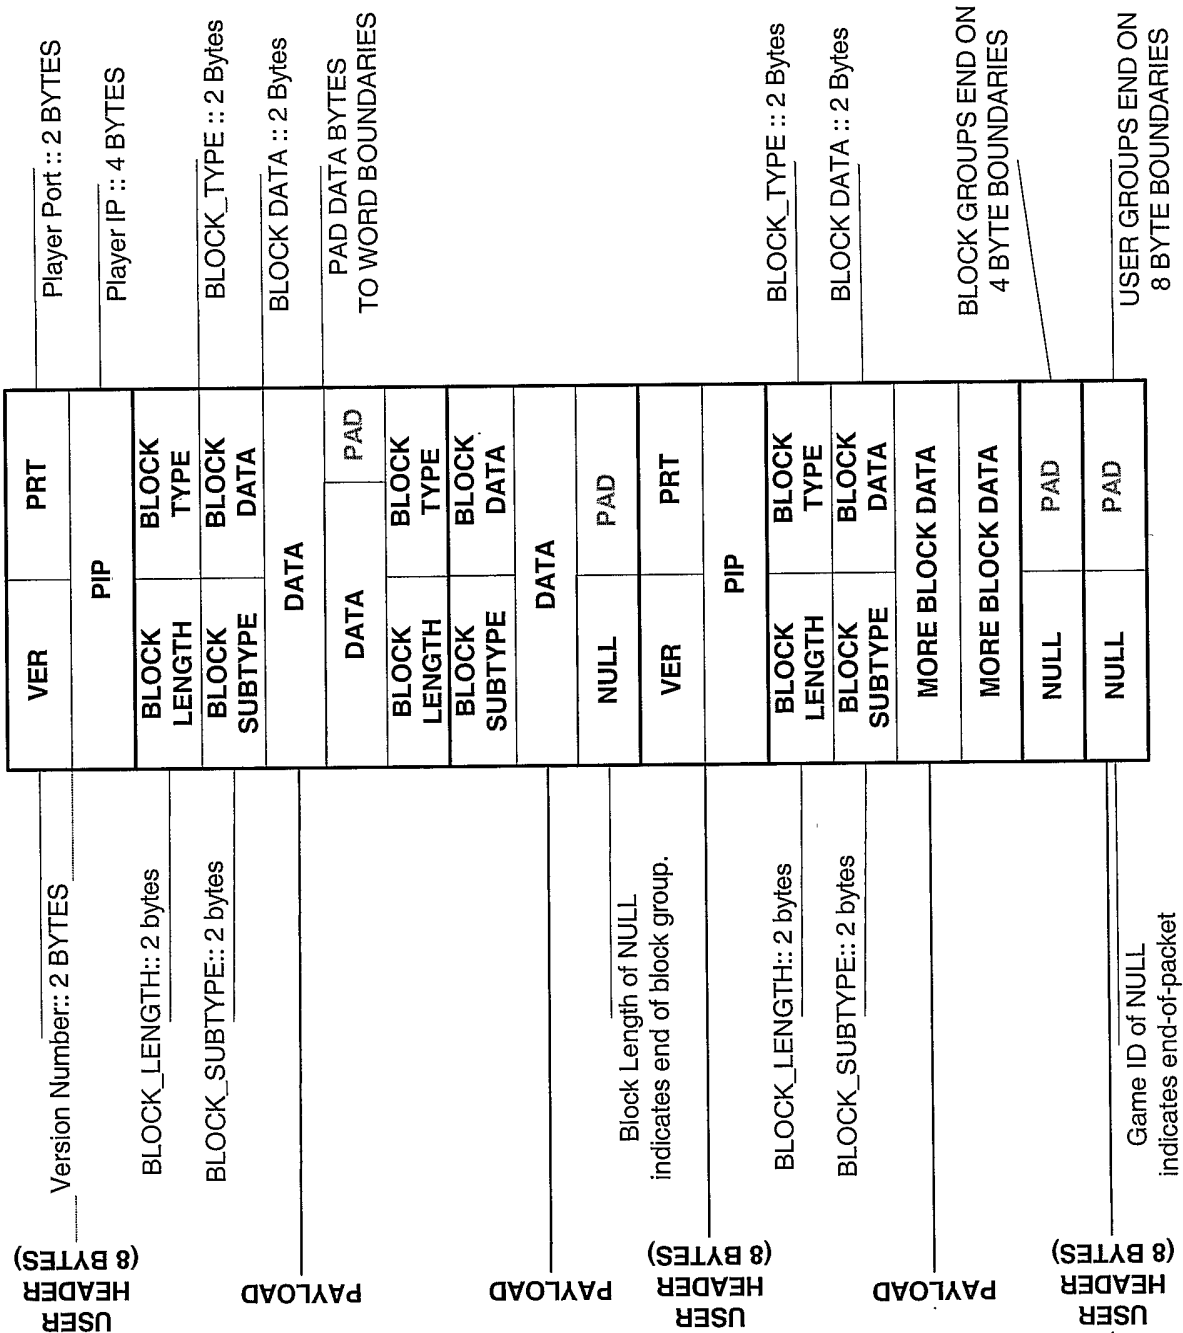 Player Port :: 2 BYTES
Player IP :: 4 BYTES
BLOCK_TYPE :: 2 Bytes
BLOCK DATA :: 2 Bytes
PAD DATA BYTES
TO WORD BOUNDARIES
BLOCK_TYPE :: 2 Bytes
BLOCK DATA :: 2 Bytes
BLOCK GROUPS END ON
4 BYTE BOUNDARIES
USER GROUPS END ON
8 BYTE BOUNDARIES
VER
PRT
PIP
BLOCK
LENGTH
BLOCK
TYPE
BLOCK
SUBTYPE
BLOCK
DATA
DATA
DATA
PAD
BLOCK
LENGTH
BLOCK
TYPE
BLOCK
SUBTYPE
BLOCK
DATA
DATA
NULL
PAD
VER
PRT
PIP
BLOCK
LENGTH
BLOCK
TYPE
BLOCK
SUBTYPE
BLOCK
DATA
MORE BLOCK DATA
MORE BLOCK DATA
NULL
PAD
NULL
PAD
Version Number:: 2 BYTES
BLOCK_LENGTH:: 2 bytes
BLOCK_SUBTYPE:: 2 bytes
Block Length of NULL
indicates end of block group.
BLOCK_LENGTH:: 2 bytes
BLOCK_SUBTYPE:: 2 bytes
Game ID of NULL
indicates end-of-packet
USER
HEADER
(8 BYTES)
PAYLOAD
PAYLOAD
USER
HEADER
(8 BYTES)
PAYLOAD
USER
HEADER
(8 BYTES)